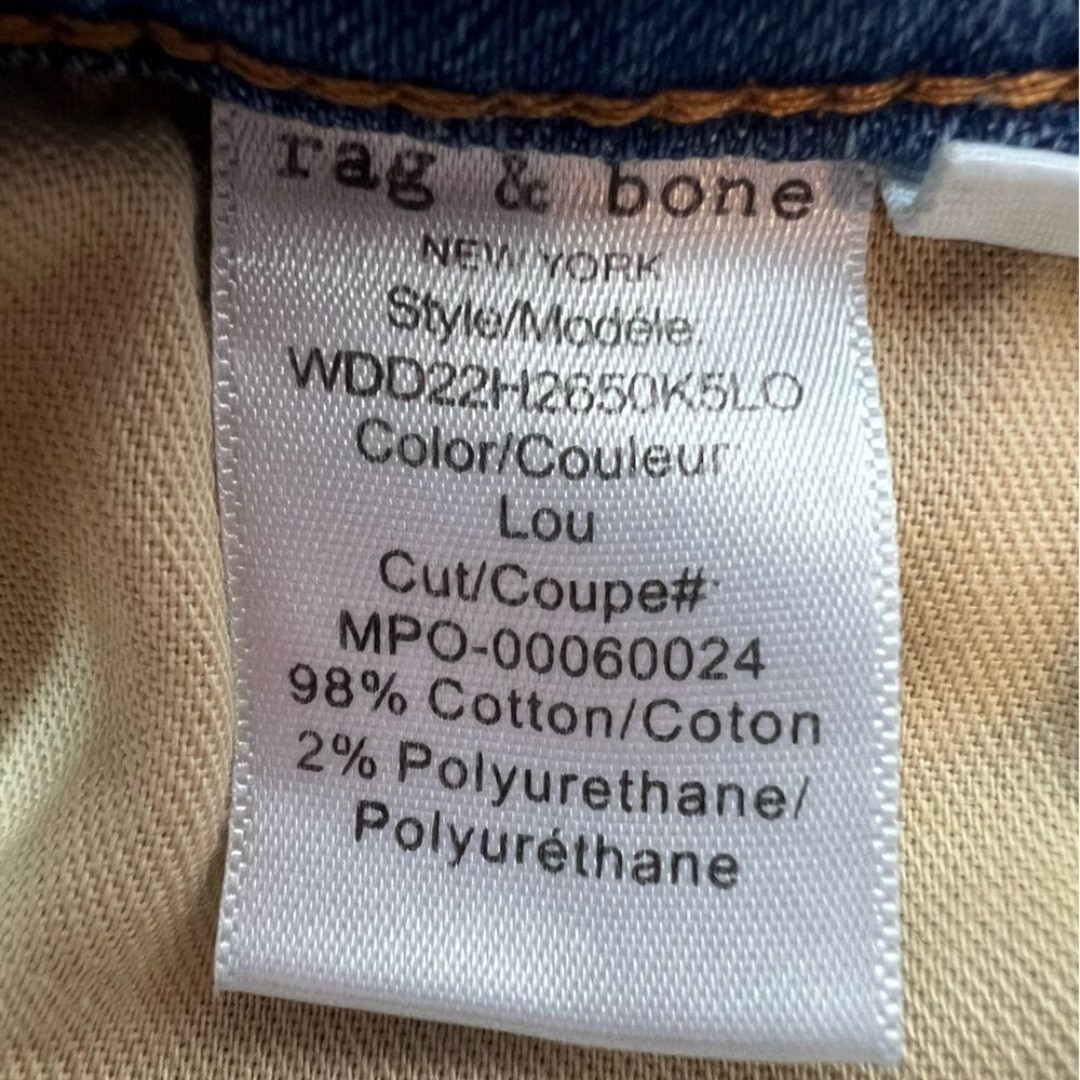 rag & bone
NEW YORK
Style/Modéle
WDD22H2650K5LO
Color/Couleur
Lou
Cut/Coupe#
MPO-00060024
98% Cotton/Coton
2% Polyurethane/
Polyuréthane